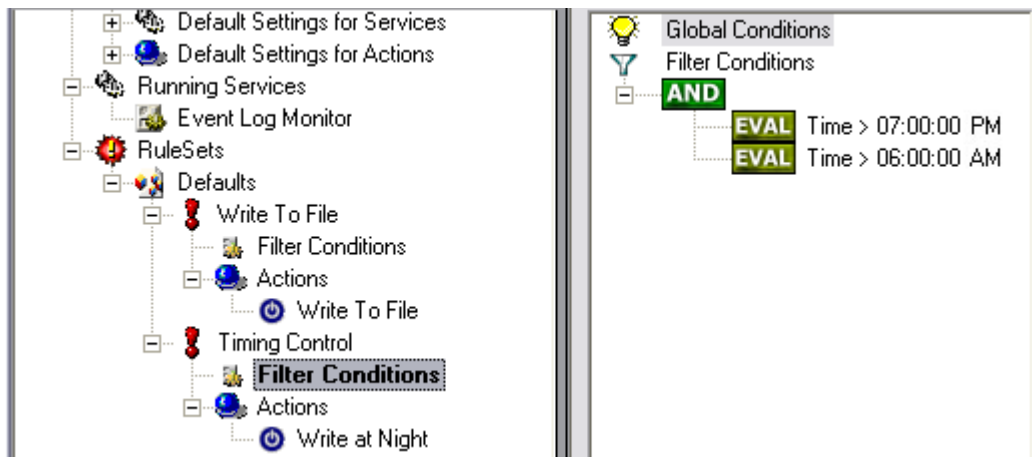 Default Settings for Services
Default Settings for Actions
Running Services
Event Log Monitor
RuleSets
Defaults
Write To File
Filter Conditions
Actions
Write To File
Timing Control
Filter Conditions
Actions
Write at Night
Global Conditions
Filter Conditions
AND
EVAL Time > 07:00:00 PM
EVAL Time > 06:00:00 AM